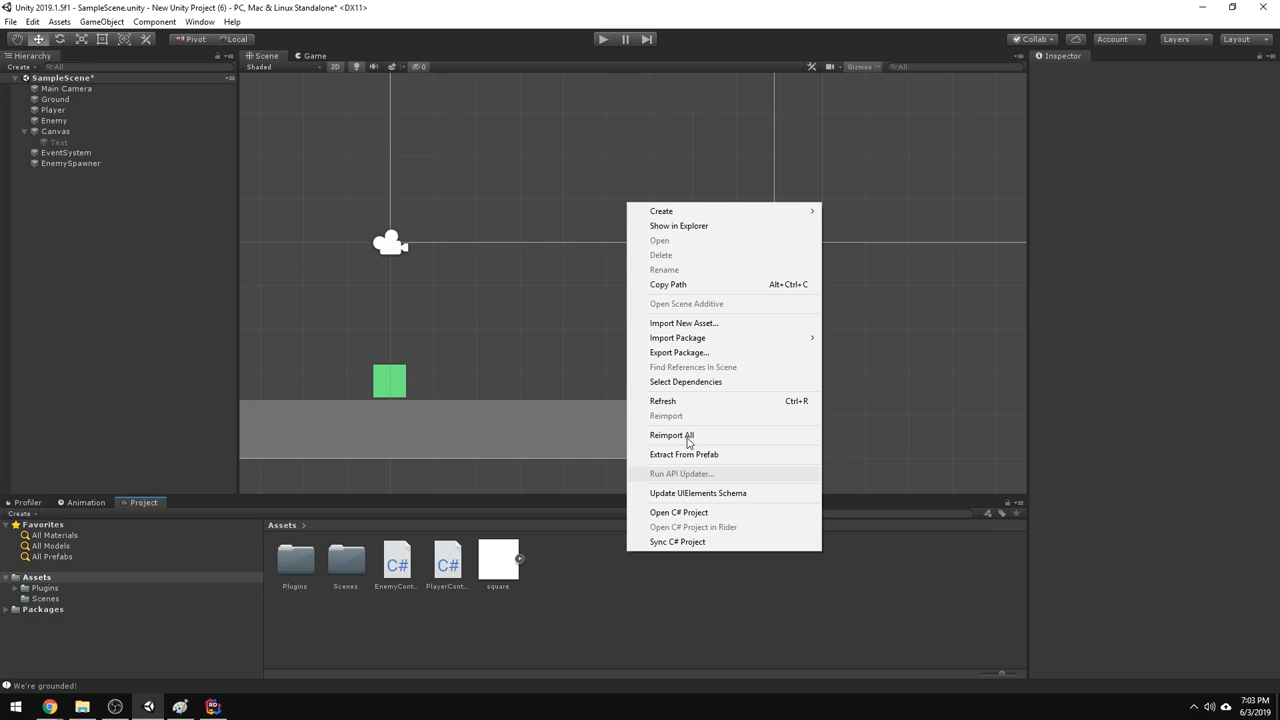 Unity 2019.1.5f1 - SampleScene.unity - New Unity Project (6) - PC, Mac & Linux Standalone* <DX11>
File Edit Assets GameObject Component Window Help
Pivot Local Collab Account Layers Layout
Hierarchy Scene Game Inspector
Create All Shaded 2D 0 Gizmos All
SampleScene*
Main Camera
Ground
Player
Enemy
Canvas
Text
EventSystem
EnemySpawner
Create
Show in Explorer
Open
Delete
Rename
Copy Path Alt+Ctrl+C
Open Scene Additive
Import New Asset...
Import Package
Export Package...
Find References In Scene
Select Dependencies
Refresh Ctrl+R
Reimport
Reimport All
Extract From Prefab
Run API Updater...
Update UIElements Schema
Open C# Project
Open C# Project in Rider
Sync C# Project
Profiler Animation Project
Create
Favorites
All Materials
All Models
All Prefabs
Assets
Plugins
Scenes
Packages
Assets
C# C#
Plugins Scenes EnemyCont... PlayerCont... square
We're grounded!
RD
7:03 PM
6/3/2019